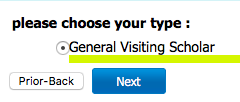 please choose your type :
General Visiting Scholar
Prior-Back Next